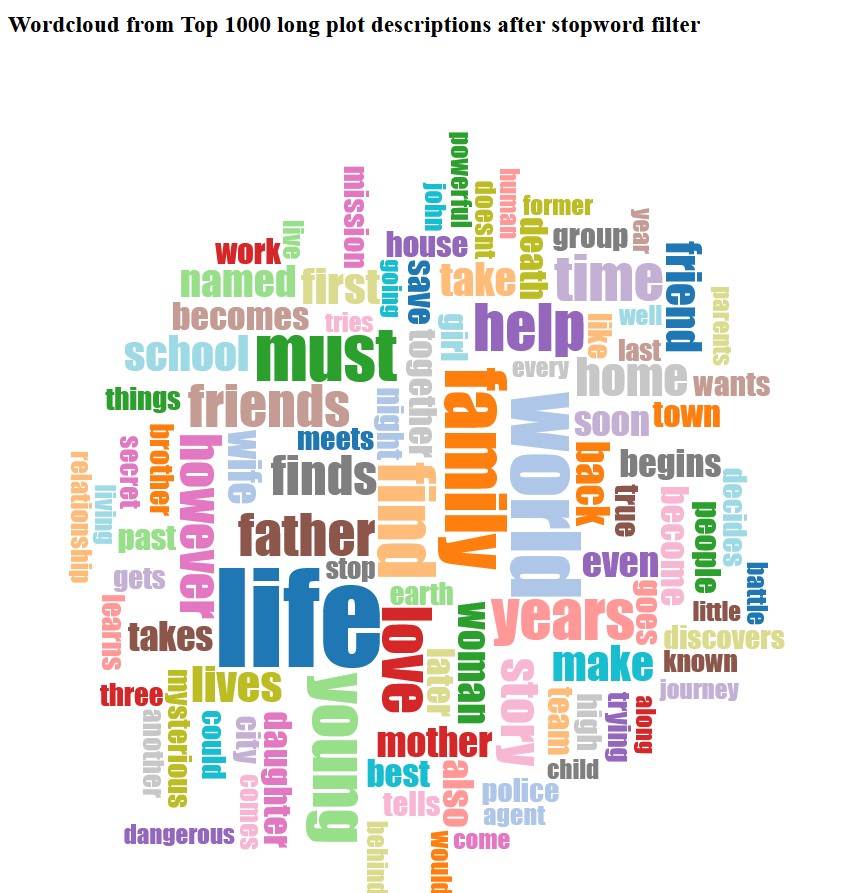 Wordcloud from Top 1000 long plot descriptions after stopword filter
powerful
mission
human
john
doesnt
former
year
live
death
group
work
house
friend
going
save
take
time
named
first
parents
becomes
tries
girl
help
like
well
last
school
must
together
every
home
wants
things
friends
night
family
world
soon
town
meets
brother
secret
however
wife
finds
back
begins
relationship
living
find
true
become
people
decides
past
father
even
stop
battle
gets
life
earth
goes
little
learns
takes
love
woman
years
discovers
later
make
known
three
mysterious
lives
young
story
journey
another
could
city
daughter
team
high
trying
along
mother
best
also
child
comes
tells
police
agent
dangerous
behind
would
come